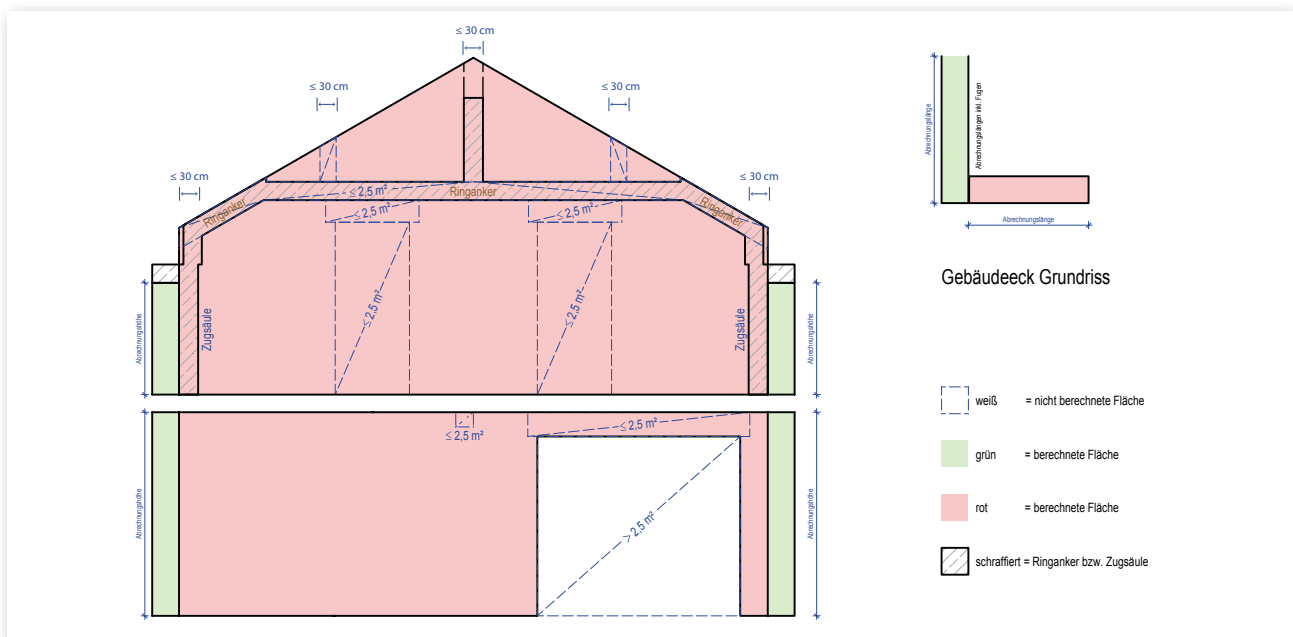 ≤ 30 cm
≤ 30 cm
≤ 30 cm
≤ 30 cm
≤ 30 cm
Ringanker
≤ 2,5 m²
Ringanker
Ringanker
≤ 2,5 m²
≤ 2,5 m²
≤ 2,5 m²
≤ 2,5 m²
Abrechnungshöhe
Zugsäule
Zugsäule
Abrechnungshöhe
≤ 2,5 m²
≤ 2,5 m²
> 2,5 m²
Abrechnungshöhe
Abrechnungshöhe
Abrechnungslänge
Abrechnungslängen inkl. Fugen
Abrechnungslänge
Gebäudeeck Grundriss
weiß = nicht berechnete Fläche
grün = berechnete Fläche
rot = berechnete Fläche
schraffiert = Ringanker bzw. Zugsäule